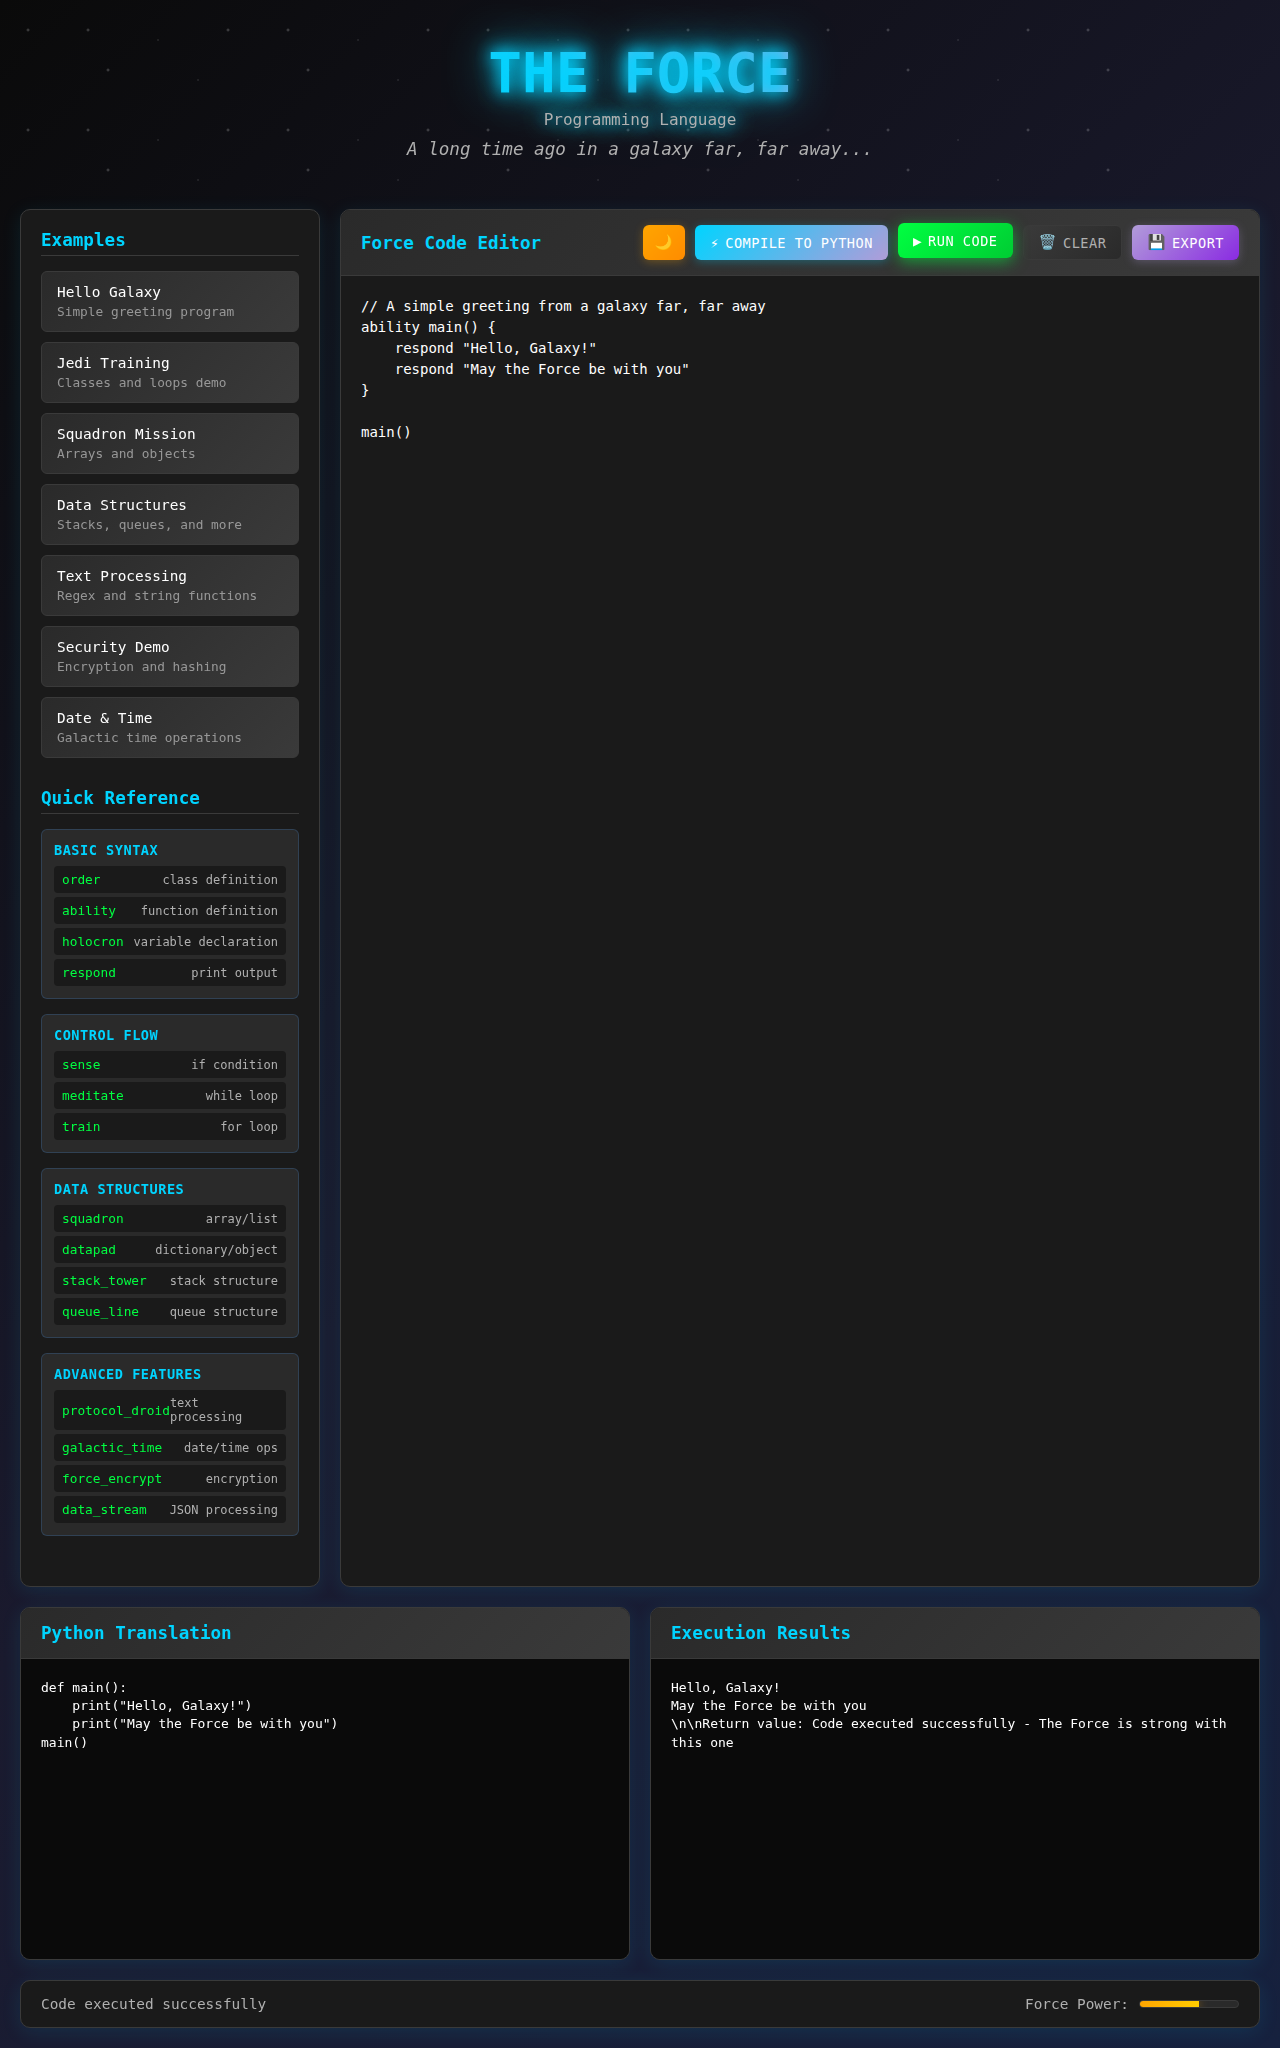 THE FORCE
Programming Language
A long time ago in a galaxy far, far away...
Examples
Hello Galaxy
Simple greeting program
Jedi Training
Classes and loops demo
Squadron Mission
Arrays and objects
Data Structures
Stacks, queues, and more
Text Processing
Regex and string functions
Security Demo
Encryption and hashing
Date & Time
Galactic time operations
Quick Reference
BASIC SYNTAX
order class definition
ability function definition
holocron variable declaration
respond print output
CONTROL FLOW
sense if condition
meditate while loop
train for loop
DATA STRUCTURES
squadron array/list
datapad dictionary/object
stack_tower stack structure
queue_line queue structure
ADVANCED FEATURES
protocol_droid text processing
galactic_time date/time ops
force_encrypt encryption
data_stream JSON processing
Force Code Editor
🌙 ⚡ COMPILE TO PYTHON ▶ RUN CODE 🗑️ CLEAR 💾 EXPORT
// A simple greeting from a galaxy far, far away
ability main() {
    respond "Hello, Galaxy!"
    respond "May the Force be with you"
}

main()
Python Translation
def main():
    print("Hello, Galaxy!")
    print("May the Force be with you")
main()
Execution Results
Hello, Galaxy!
May the Force be with you
\n\nReturn value: Code executed successfully - The Force is strong with
this one
Code executed successfully
Force Power: